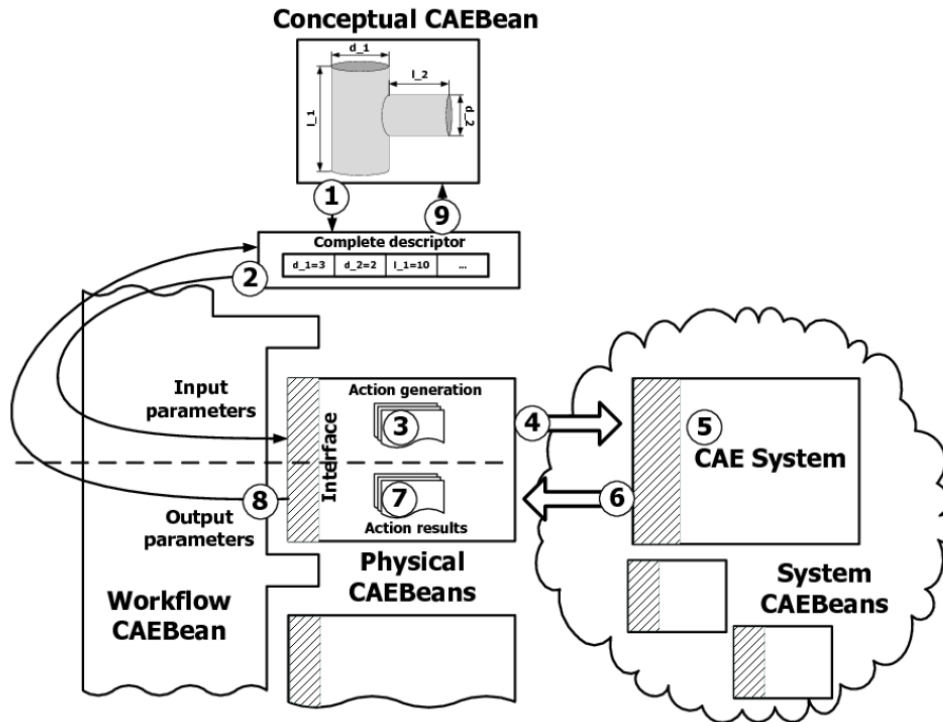 Conceptual CAEBean
d_1
l_2
l_1
d_2
1
9
Complete descriptor
d_1=3 d_2=2 l_1=10 ...
2
Input
parameters
Action generation
3
4
5
CAE System
Interface
6
7
8
Output
parameters
Action results
Physical
CAEBeans
Workflow
CAEBean
System
CAEBeans